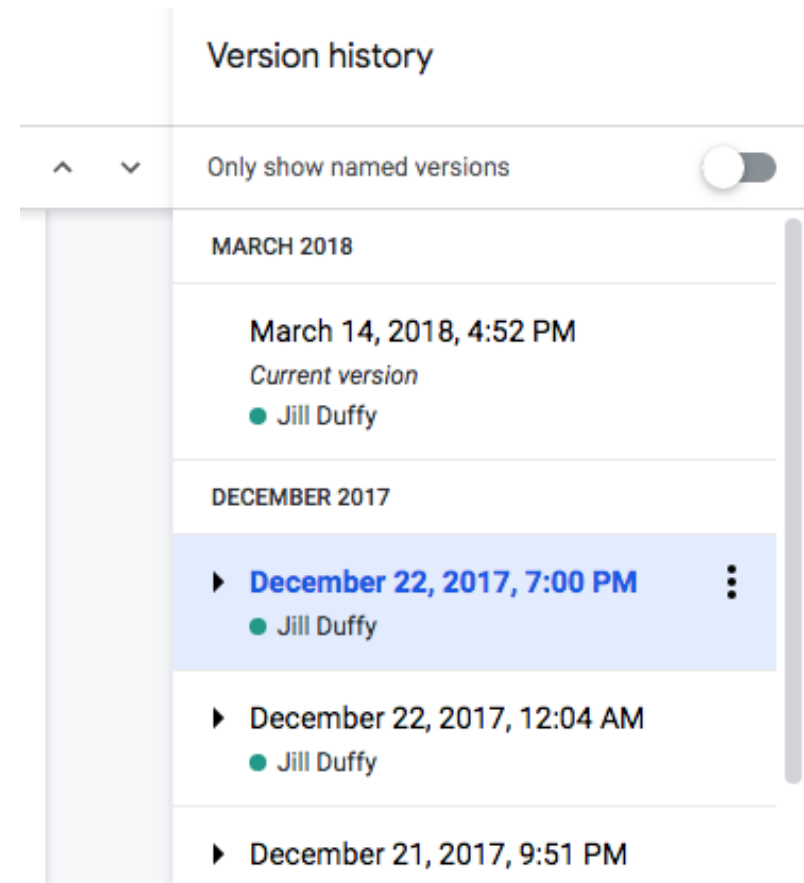 Version history
Only show named versions
MARCH 2018
March 14, 2018, 4:52 PM
Current version
Jill Duffy
DECEMBER 2017
December 22, 2017, 7:00 PM
Jill Duffy
December 22, 2017, 12:04 AM
Jill Duffy
December 21, 2017, 9:51 PM